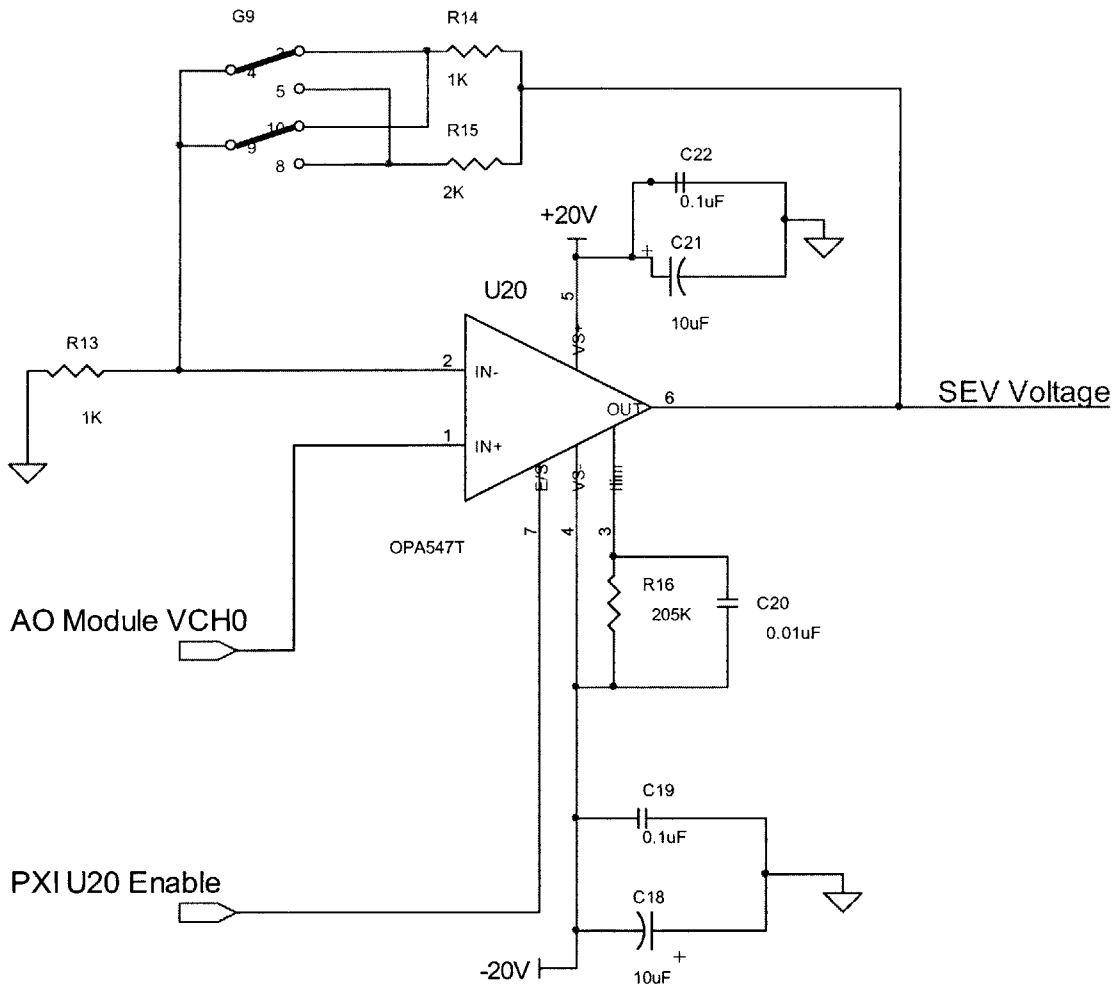 G9
R14
3
4
1K
5
10
R15
9
8
2K
C22
0.1uF
+20V
+
C21
U20
5
10uF
VS+
R13
2
IN-
1K
SEV Voltage
OUT
6
1
IN+
E/S
VS-
Ilim
7
4
3
OPA547T
R16
205K
C20
0.01uF
AO Module VCH0
C19
0.1uF
PXI U20 Enable
C18
+
-20V
10uF